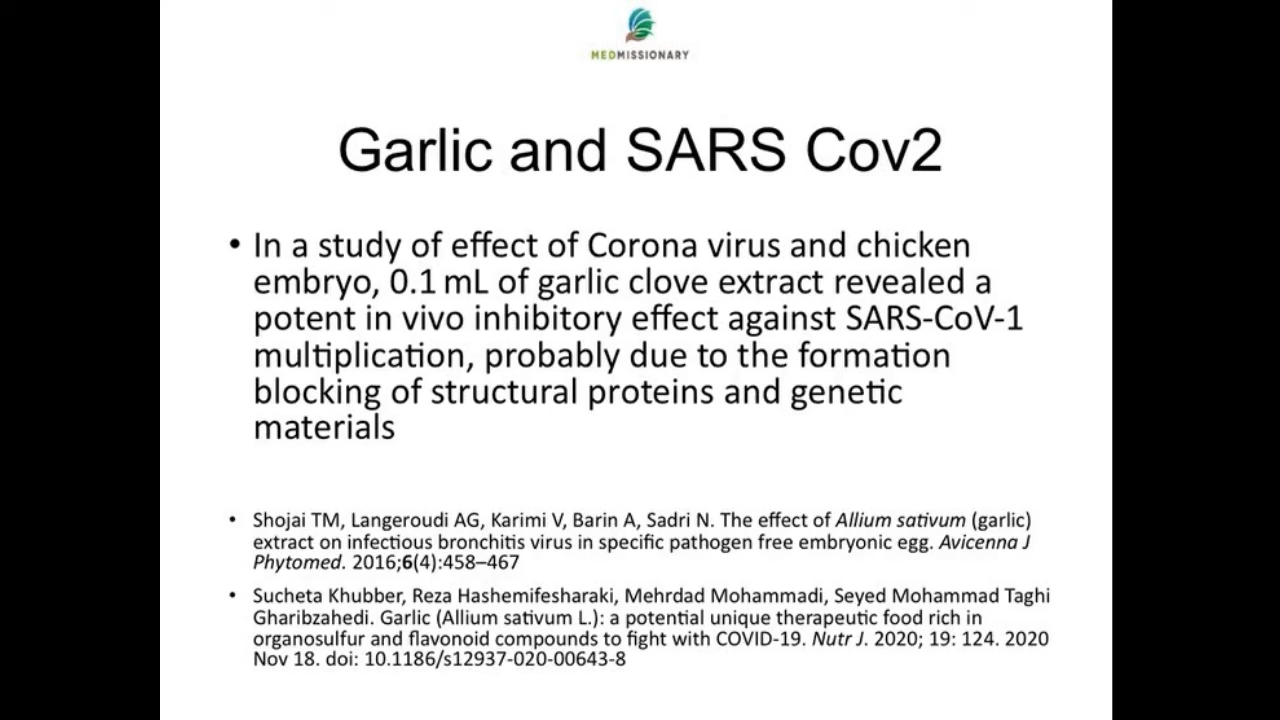 MEDMISSIONARY
Garlic and SARS Cov2
• In a study of effect of Corona virus and chicken
embryo, 0.1 mL of garlic clove extract revealed a
potent in vivo inhibitory effect against SARS-CoV-1
multiplication, probably due to the formation
blocking of structural proteins and genetic
materials
• Shojai TM, Langeroudi AG, Karimi V, Barin A, Sadri N. The effect of Allium sativum (garlic)
extract on infectious bronchitis virus in specific pathogen free embryonic egg. Avicenna J
Phytomed. 2016;6(4):458–467
• Sucheta Khubber, Reza Hashemifesharaki, Mehrdad Mohammadi, Seyed Mohammad Taghi
Gharibzahedi. Garlic (Allium sativum L.): a potential unique therapeutic food rich in
organosulfur and flavonoid compounds to fight with COVID-19. Nutr J. 2020; 19: 124. 2020
Nov 18. doi: 10.1186/s12937-020-00643-8